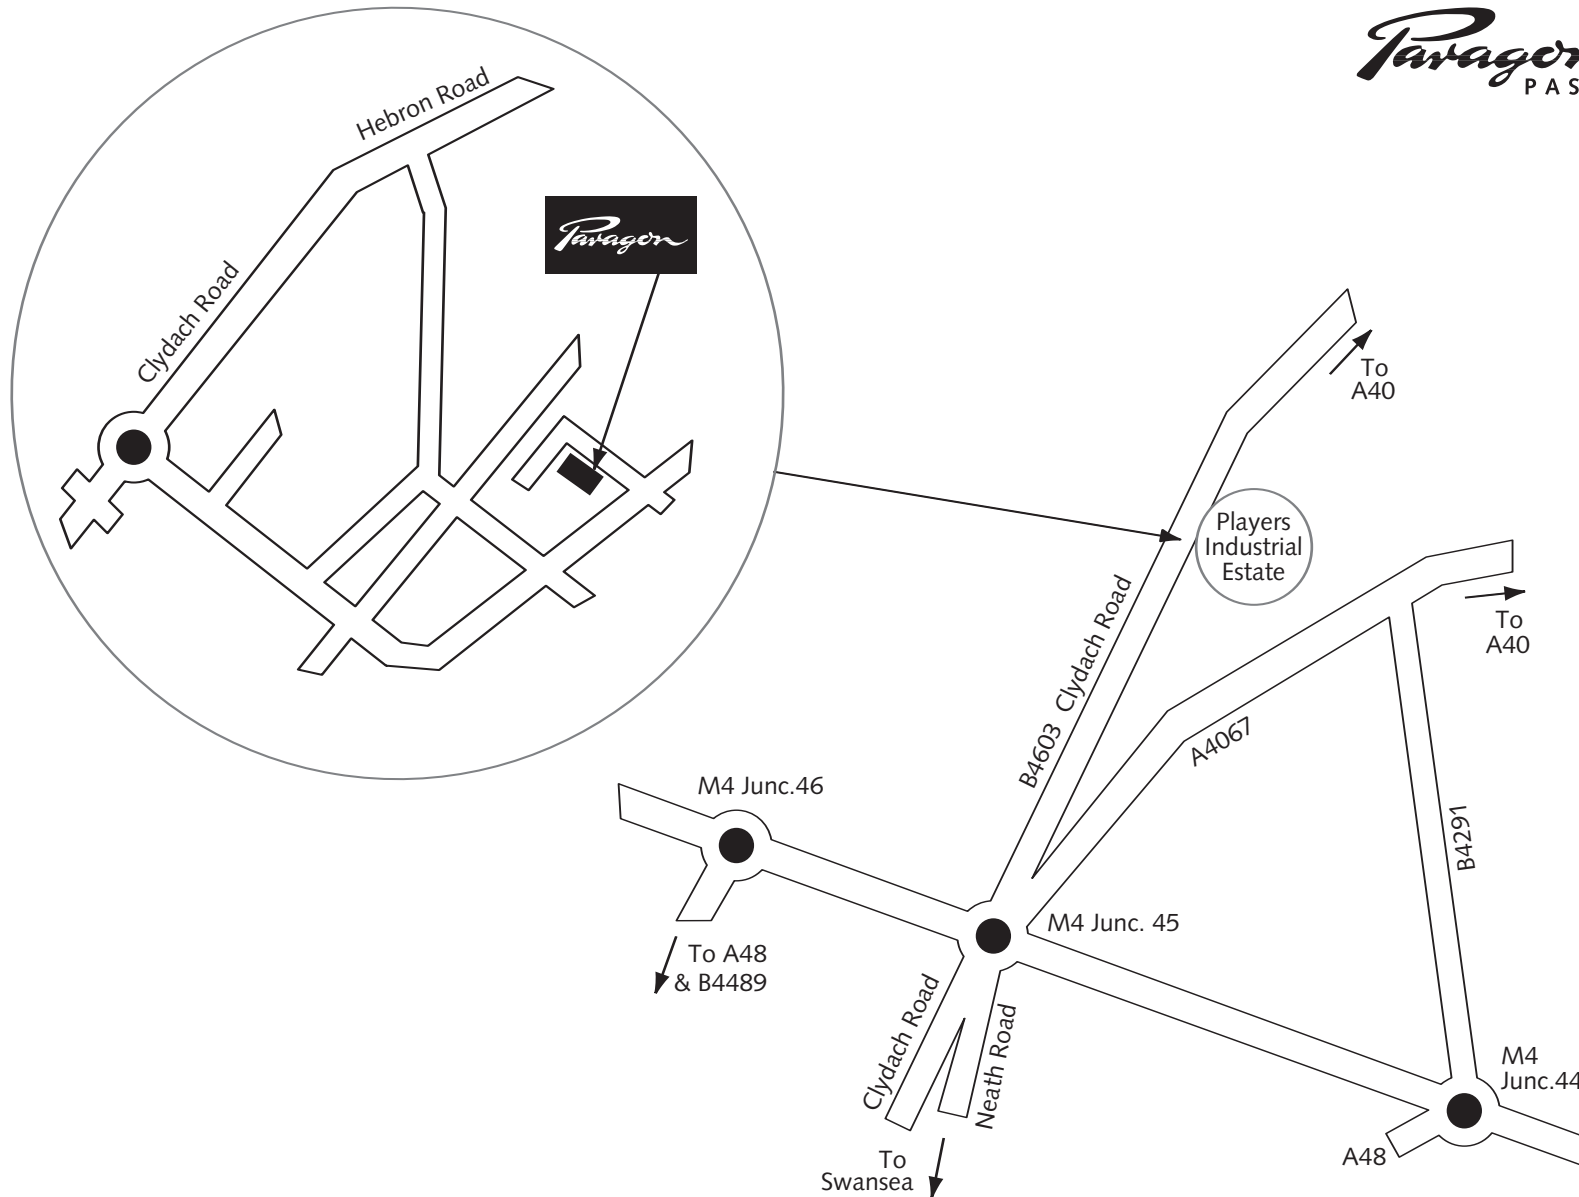 Paragon
PAS
Hebron Road
Paragon
Clydach Road
To
A40
Players
Industrial
Estate
To
A40
B4603 Clydach Road
A4067
M4 Junc.46
B4291
M4 Junc. 45
To A48
& B4489
Clydach Road
Neath Road
M4
Junc.44
A48
To
Swansea